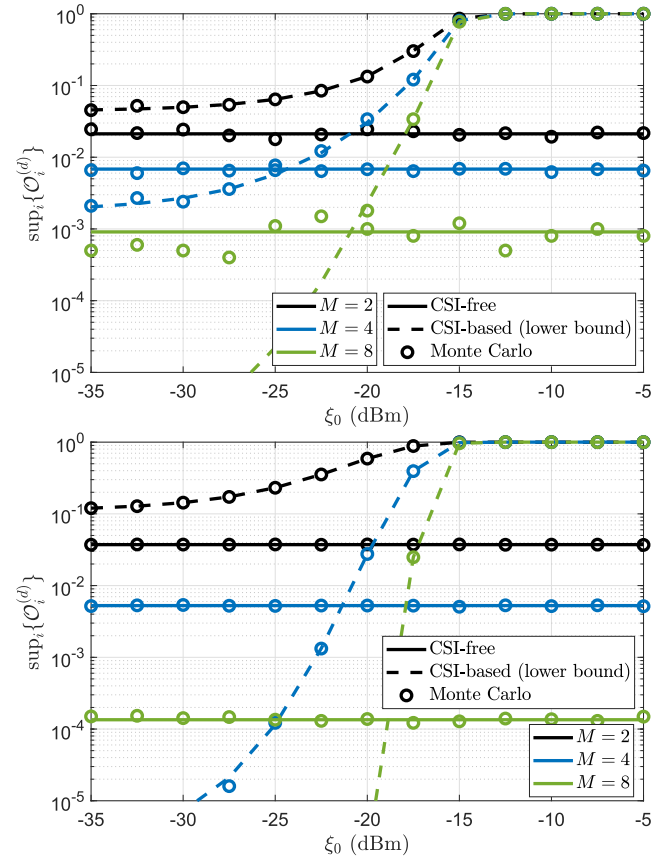 10^0
10^-1
10^-2
10^-3
10^-4
10^-5
sup_i{O_i^(d)}
M = 2
M = 4
M = 8
CSI-free
CSI-based (lower bound)
Monte Carlo
-35 -30 -25 -20 -15 -10 -5
ξ_0 (dBm)
10^0
10^-1
10^-2
10^-3
10^-4
10^-5
sup_i{O_i^(d)}
CSI-free
CSI-based (lower bound)
Monte Carlo
M = 2
M = 4
M = 8
-35 -30 -25 -20 -15 -10 -5
ξ_0 (dBm)